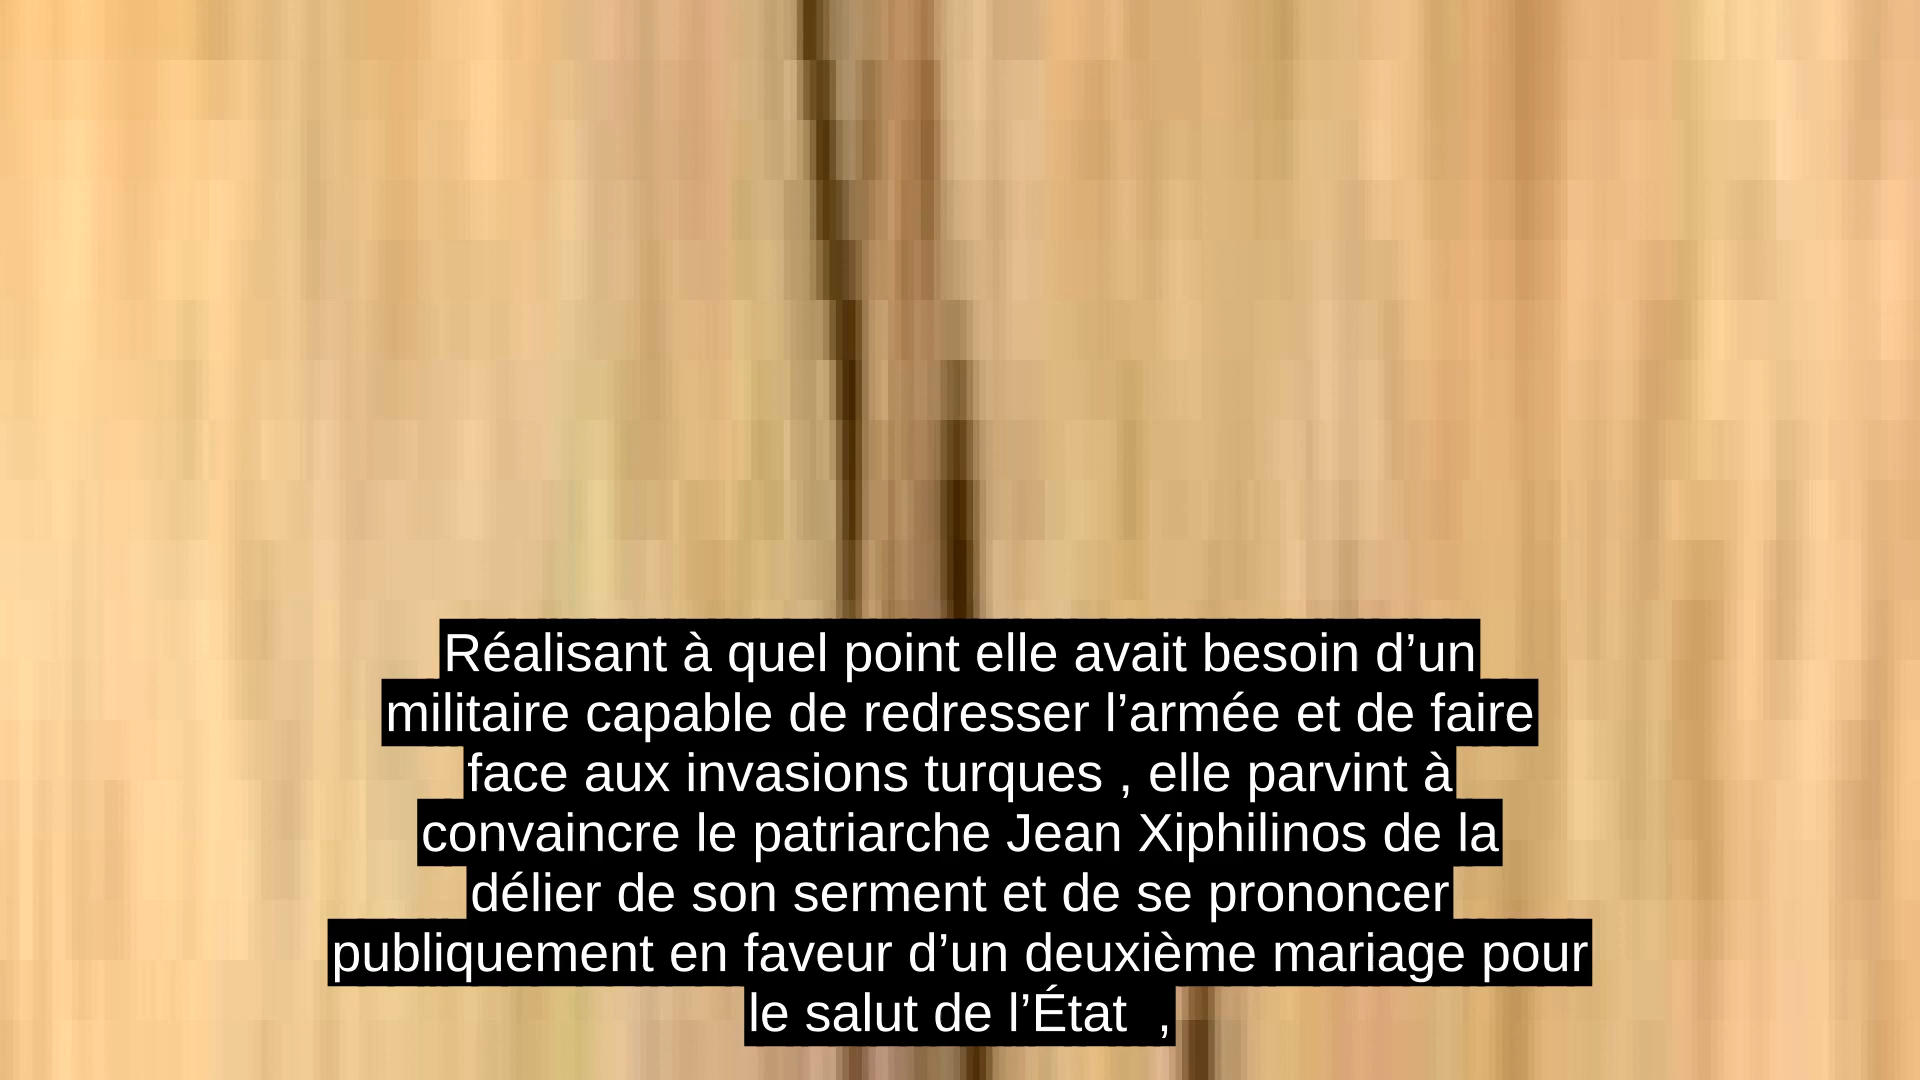 Réalisant à quel point elle avait besoin d’un
militaire capable de redresser l’armée et de faire
face aux invasions turques , elle parvint à
convaincre le patriarche Jean Xiphilinos de la
délier de son serment et de se prononcer
publiquement en faveur d’un deuxième mariage pour
le salut de l’État  ,